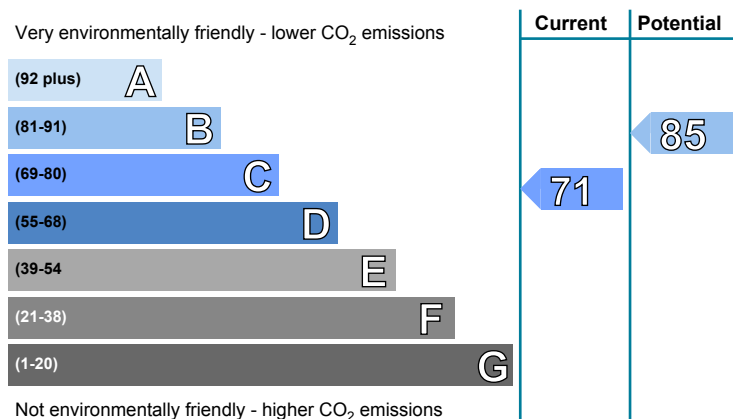 Very environmentally friendly - lower CO2 emissions
Current
Potential
(92 plus) A
(81-91) B
(69-80) C
(55-68) D
(39-54 E
(21-38) F
(1-20) G
85
71
Not environmentally friendly - higher CO2 emissions